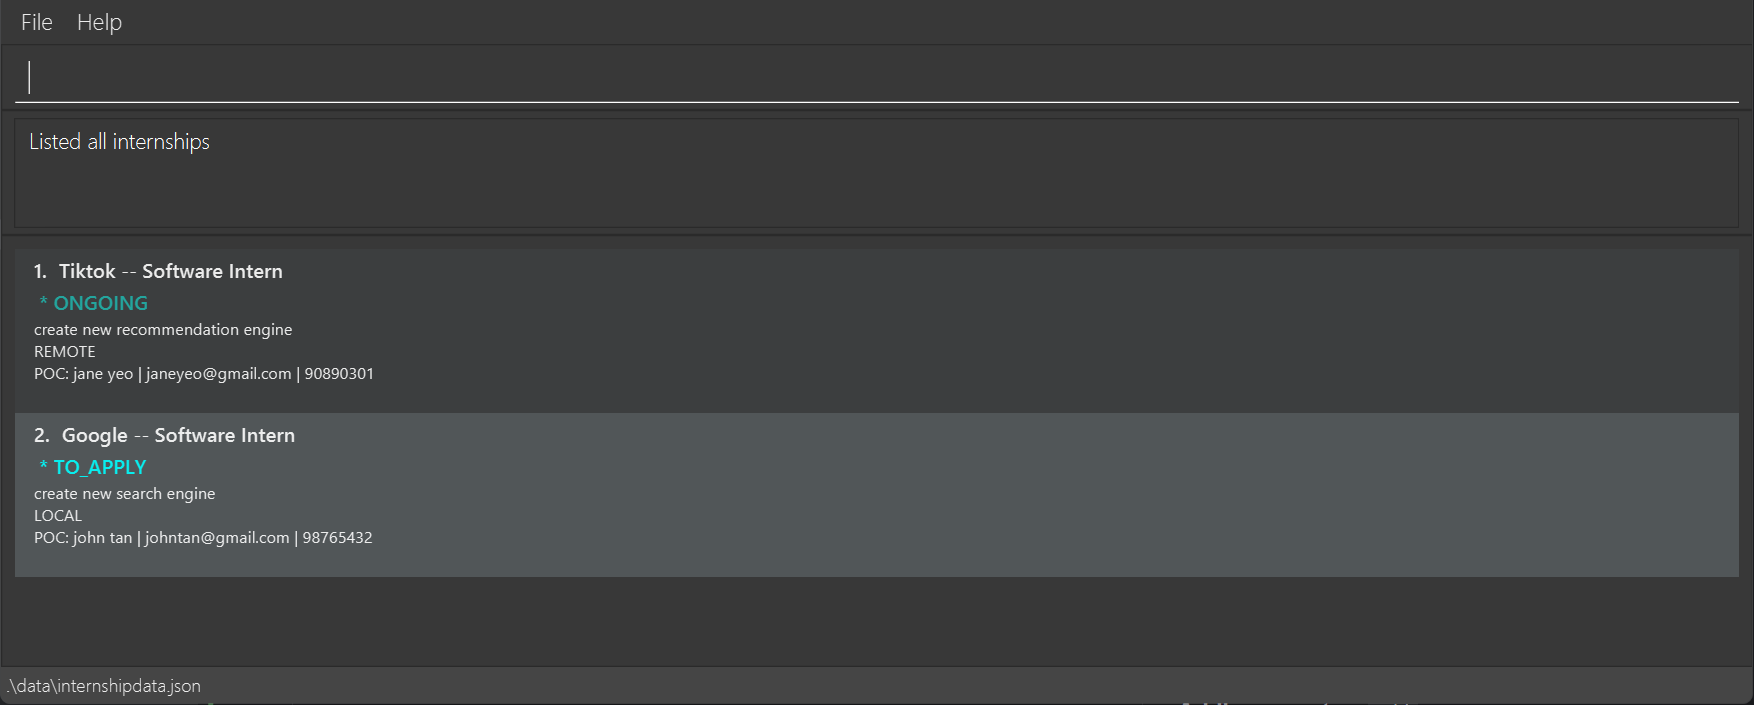 File Help
Listed all internships
1. Tiktok -- Software Intern
* ONGOING
create new recommendation engine
REMOTE
POC: jane yeo | janeyeo@gmail.com | 90890301
2. Google -- Software Intern
* TO_APPLY
create new search engine
LOCAL
POC: john tan | johntan@gmail.com | 98765432
.\data\internshipdata.json